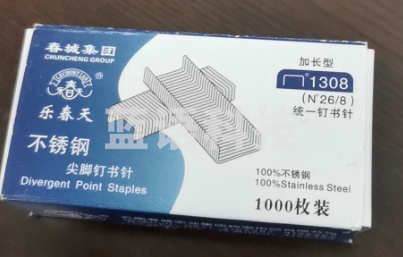 春城集团
CHUNCHENG GROUP
乐春天
不锈钢
尖脚钉书针
Divergent Point Staples
加长型
1308
(N°26/8)
统一钉书针
100%不锈钢
100%Stainless Steel
1000枚装